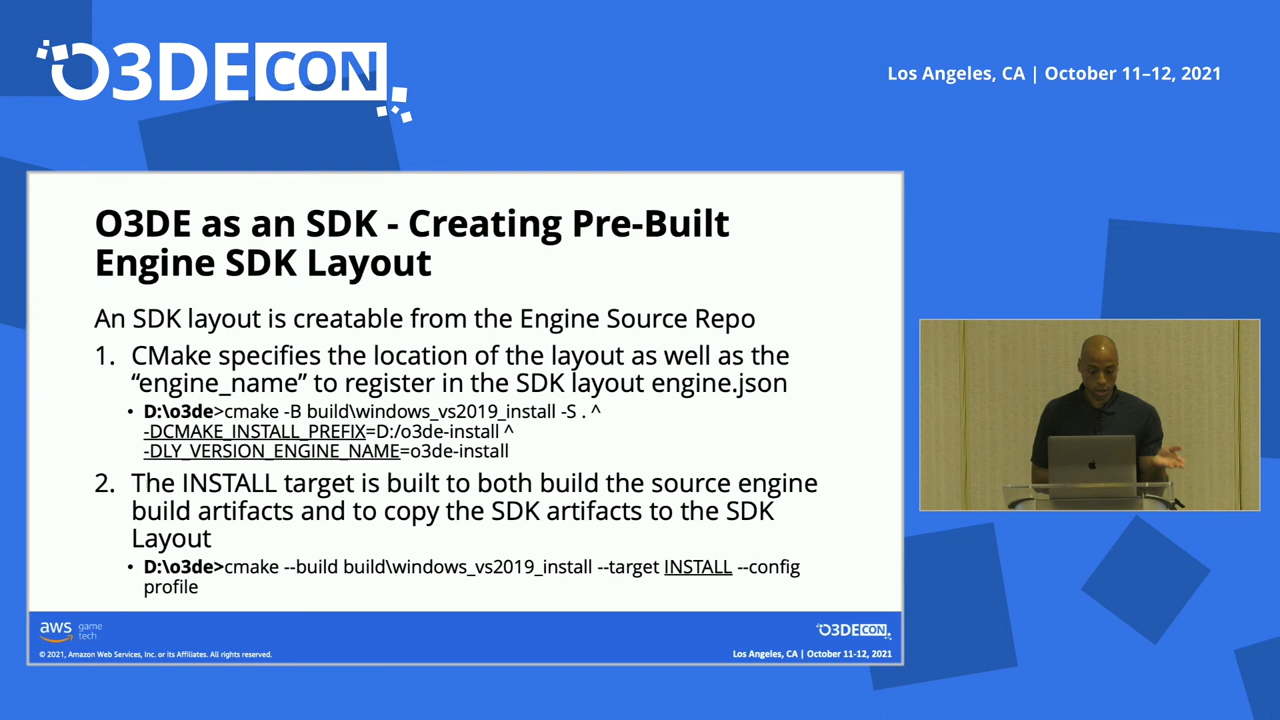 O3DECON
Los Angeles, CA | October 11–12, 2021
O3DE as an SDK - Creating Pre-Built
Engine SDK Layout
An SDK layout is creatable from the Engine Source Repo
1. CMake specifies the location of the layout as well as the
“engine_name” to register in the SDK layout engine.json
• D:\o3de>cmake -B build\windows_vs2019_install -S . ^
-DCMAKE_INSTALL_PREFIX=D:/o3de-install ^
-DLY_VERSION_ENGINE_NAME=o3de-install
2. The INSTALL target is built to both build the source engine
build artifacts and to copy the SDK artifacts to the SDK
Layout
• D:\o3de>cmake --build build\windows_vs2019_install --target INSTALL --config
profile
aws game
tech
O3DECON
© 2021, Amazon Web Services, Inc. or its Affiliates. All rights reserved.
Los Angeles, CA | October 11-12, 2021